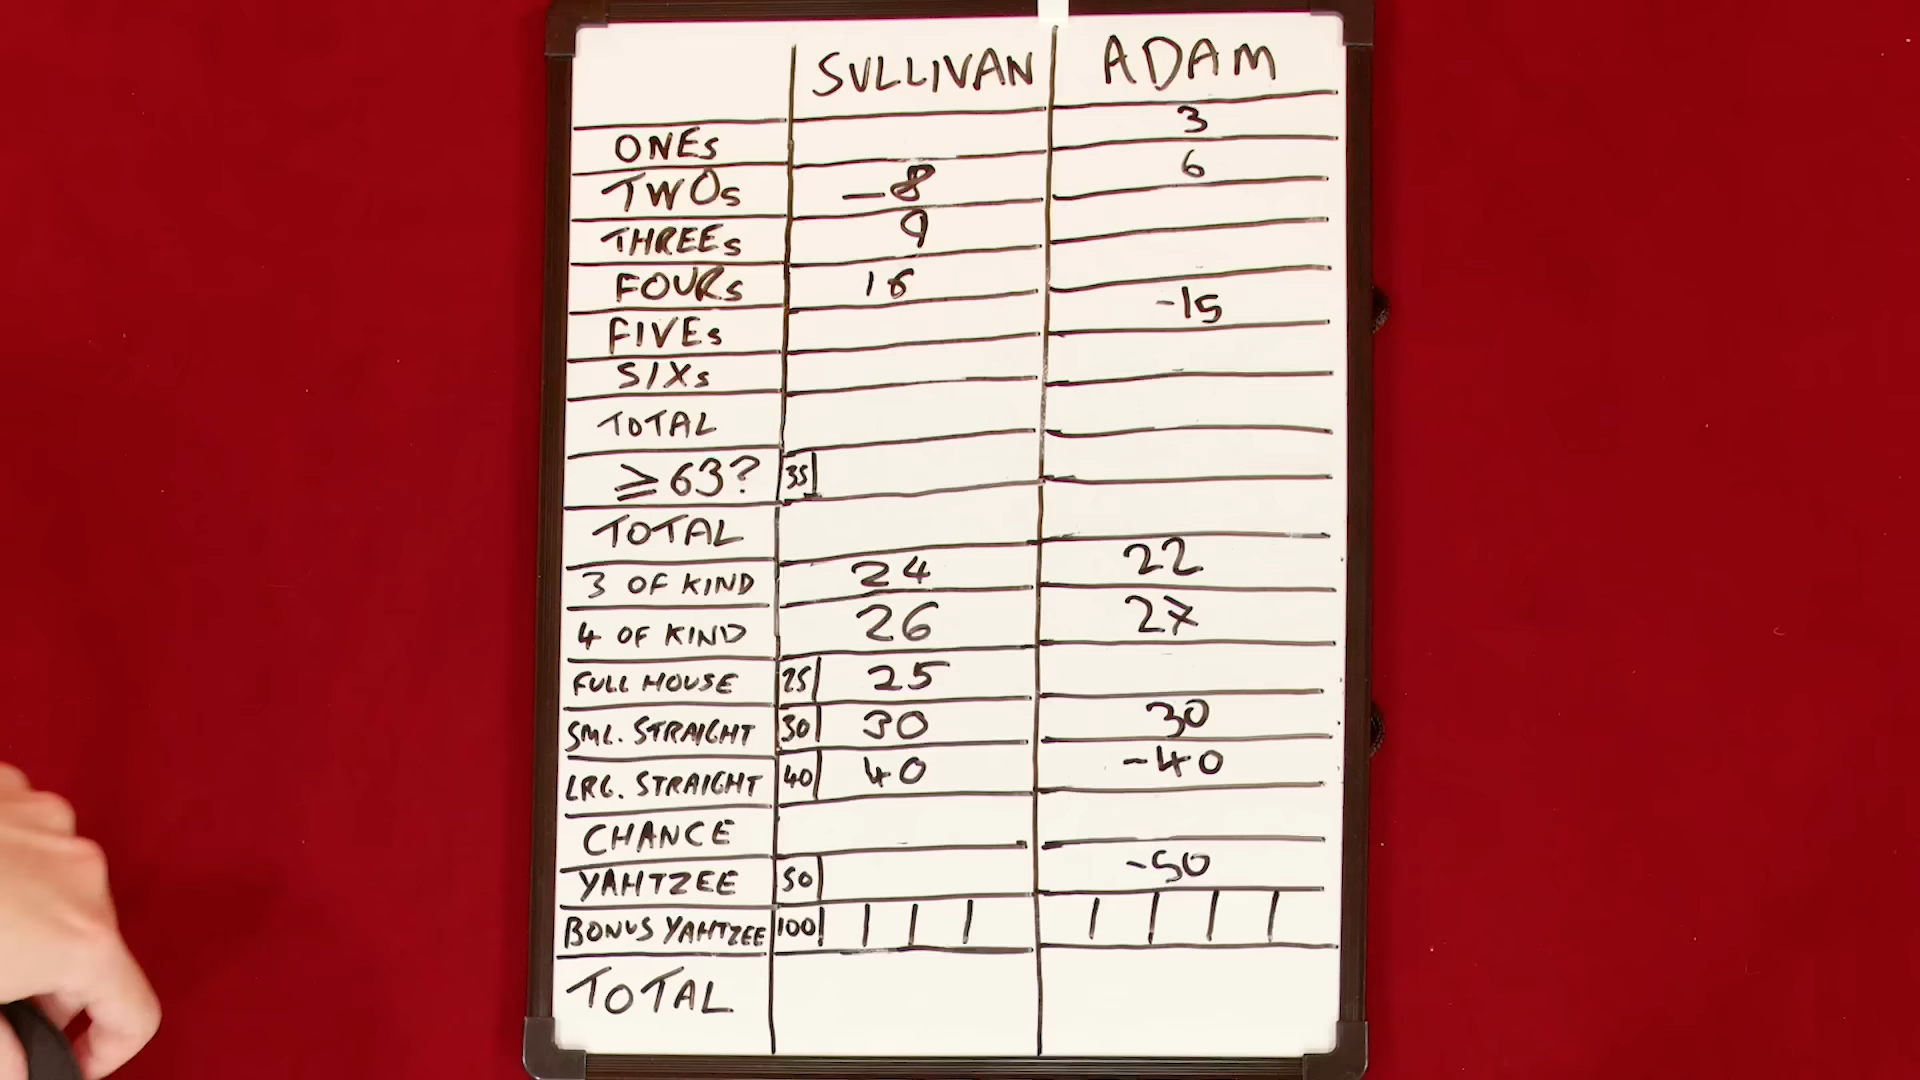 SULLIVAN ADAM
ONEs 3
TWOs -8 6
THREEs 9
FOURs 16
FIVEs -15
SIXs
TOTAL
≥63? 35
TOTAL
3 OF KIND 24 22
4 OF KIND 26 27
FULL HOUSE 25 25
SML. STRAIGHT 30 30 30
LRG. STRAIGHT 40 40 -40
CHANCE
YAHTZEE 50 -50
BONUS YAHTZEE 100
TOTAL